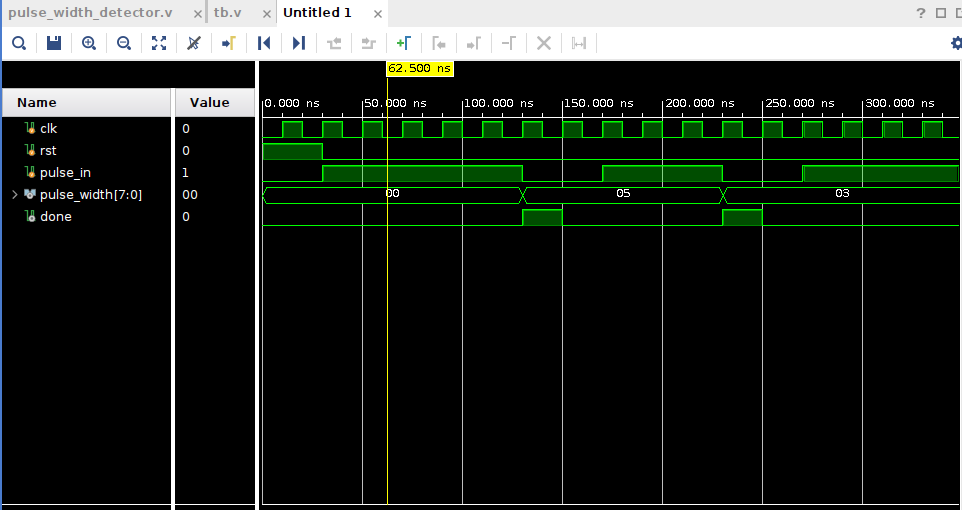 pulse_width_detector.v × tb.v × Untitled 1 ×
?
62.500 ns
Name Value
0.000 ns 50.000 ns 100.000 ns 150.000 ns 200.000 ns 250.000 ns 300.000 ns
clk 0
rst 0
pulse_in 1
pulse_width[7:0] 00 00 05 03
done 0